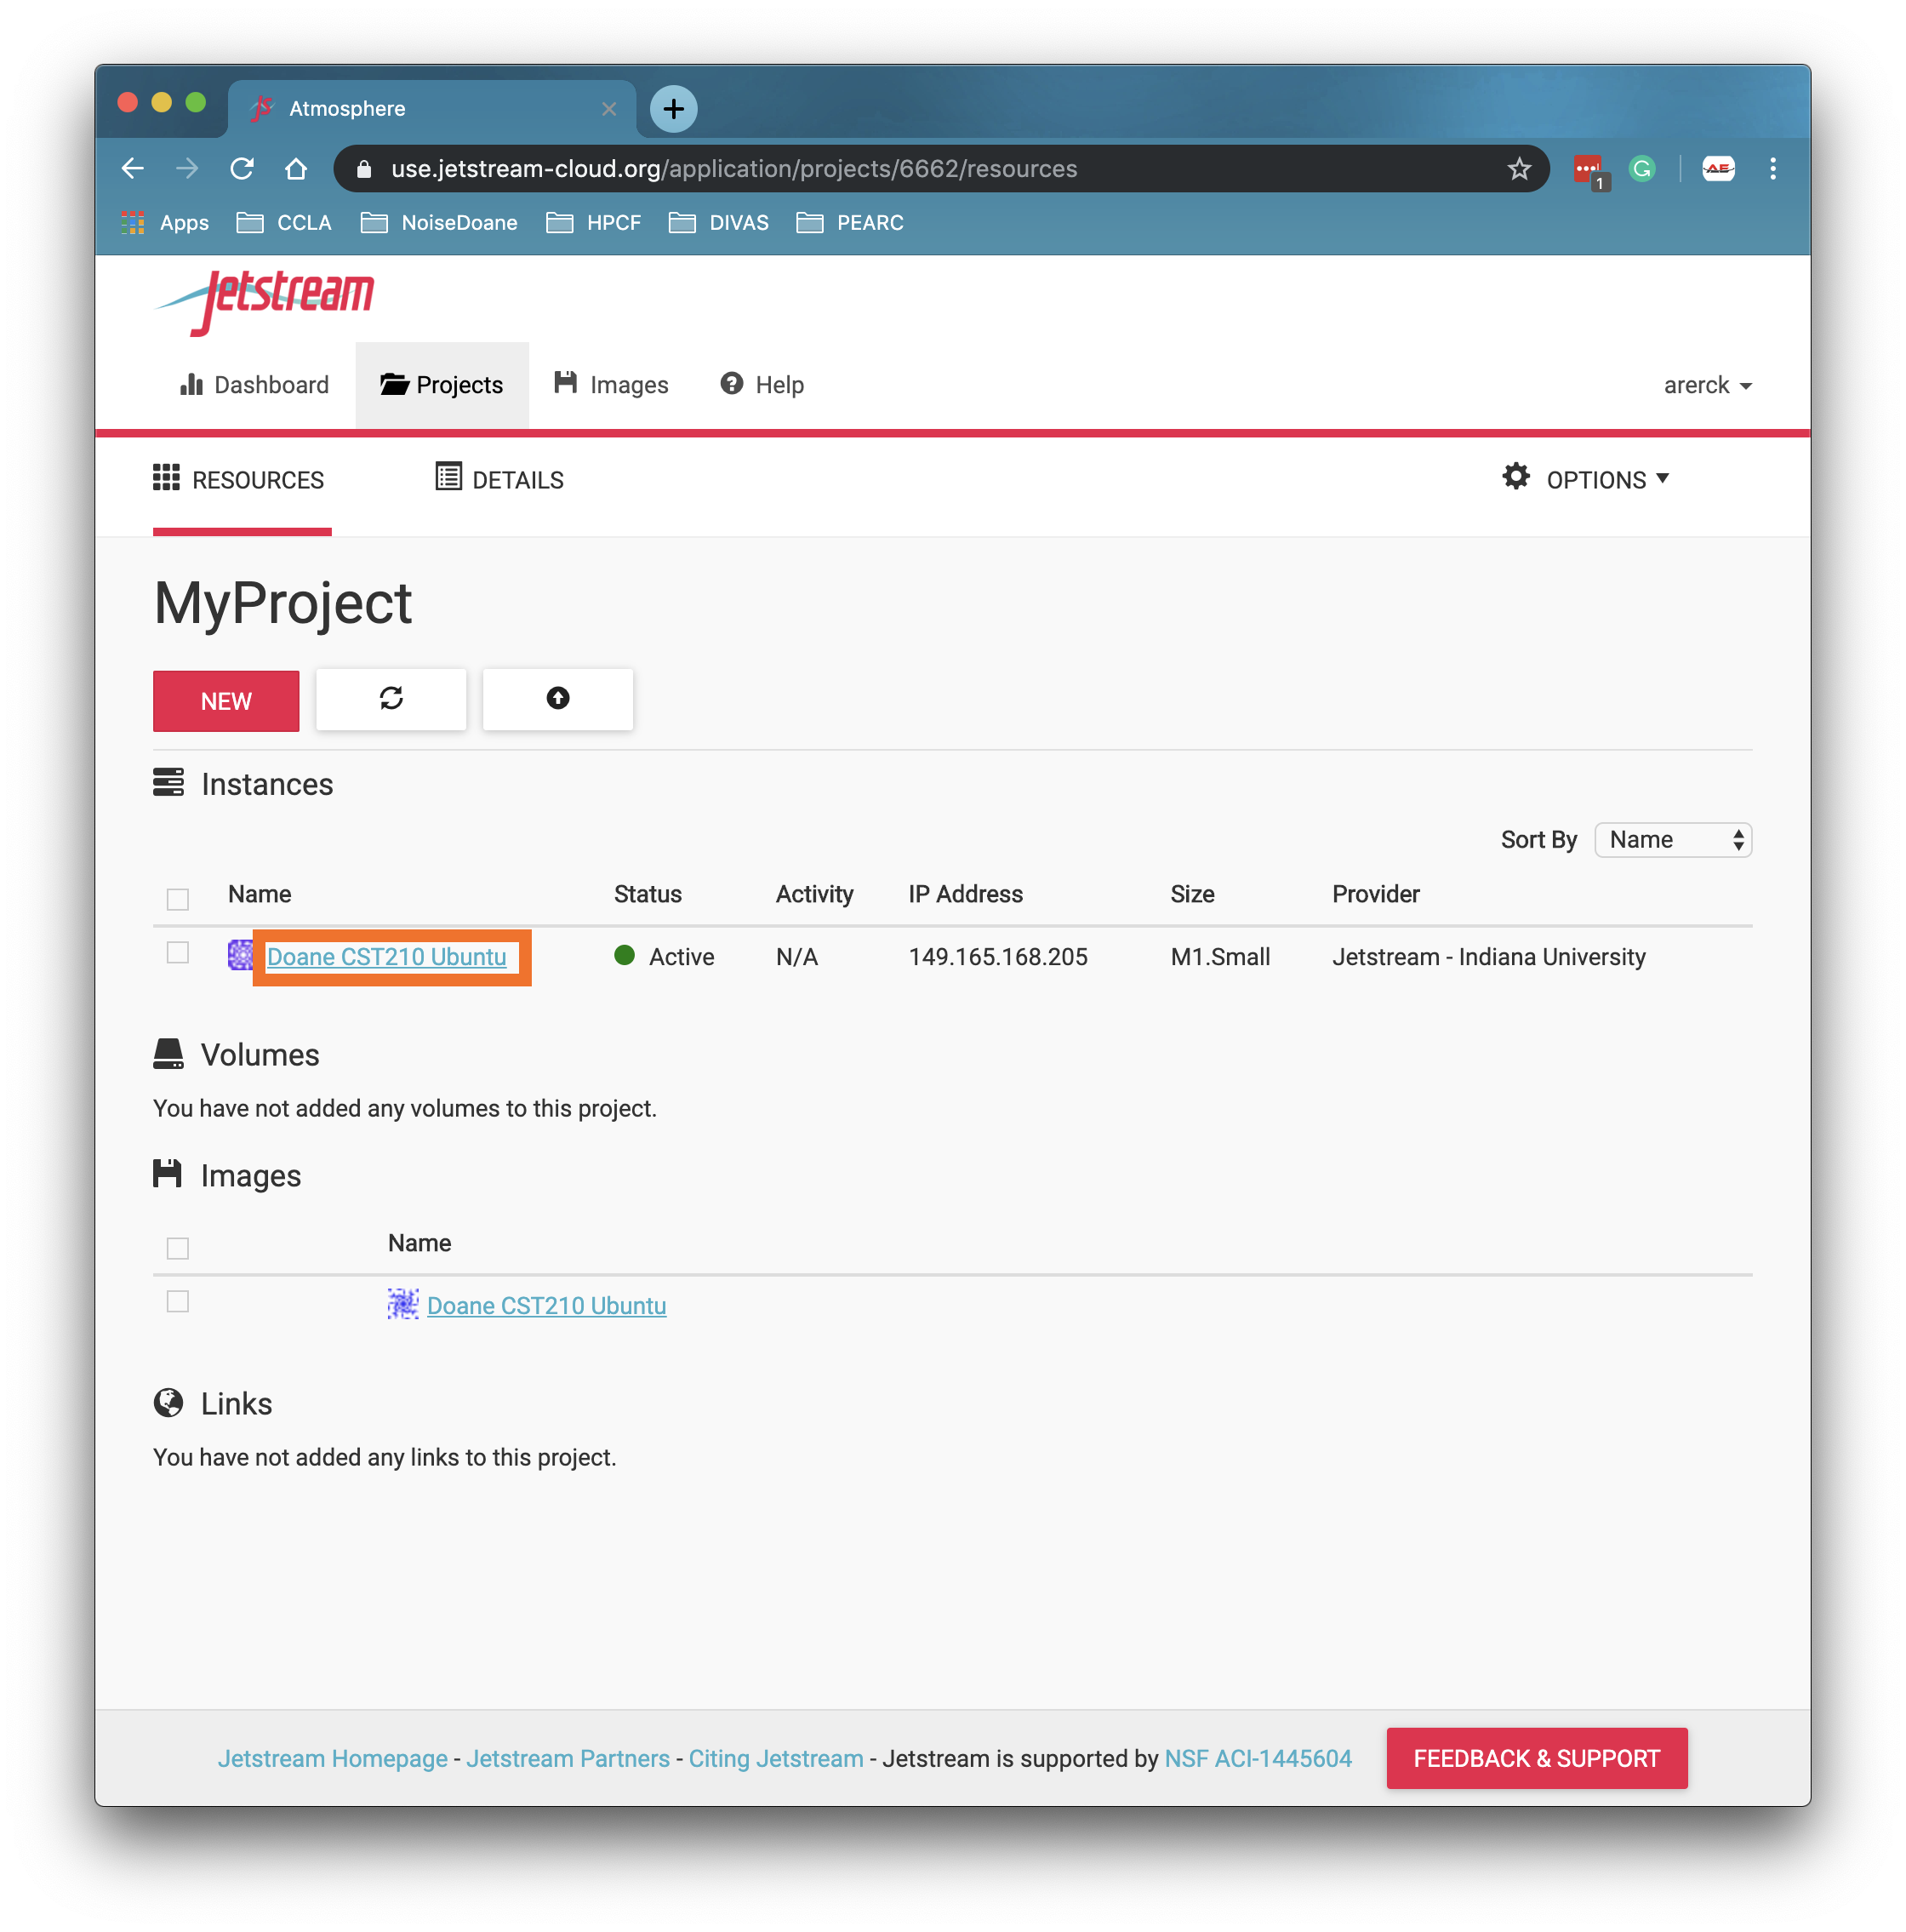 Atmosphere
use.jetstream-cloud.org/application/projects/6662/resources
1
Apps CCLA NoiseDoane HPCF DIVAS PEARC
Jetstream
Dashboard Projects Images Help arerck
RESOURCES DETAILS OPTIONS
MyProject
NEW
Instances
Sort By Name
Name Status Activity IP Address Size Provider
Doane CST210 Ubuntu Active N/A 149.165.168.205 M1.Small Jetstream - Indiana University
Volumes
You have not added any volumes to this project.
Images
Name
Doane CST210 Ubuntu
Links
You have not added any links to this project.
Jetstream Homepage - Jetstream Partners - Citing Jetstream - Jetstream is supported by NSF ACI-1445604 FEEDBACK & SUPPORT